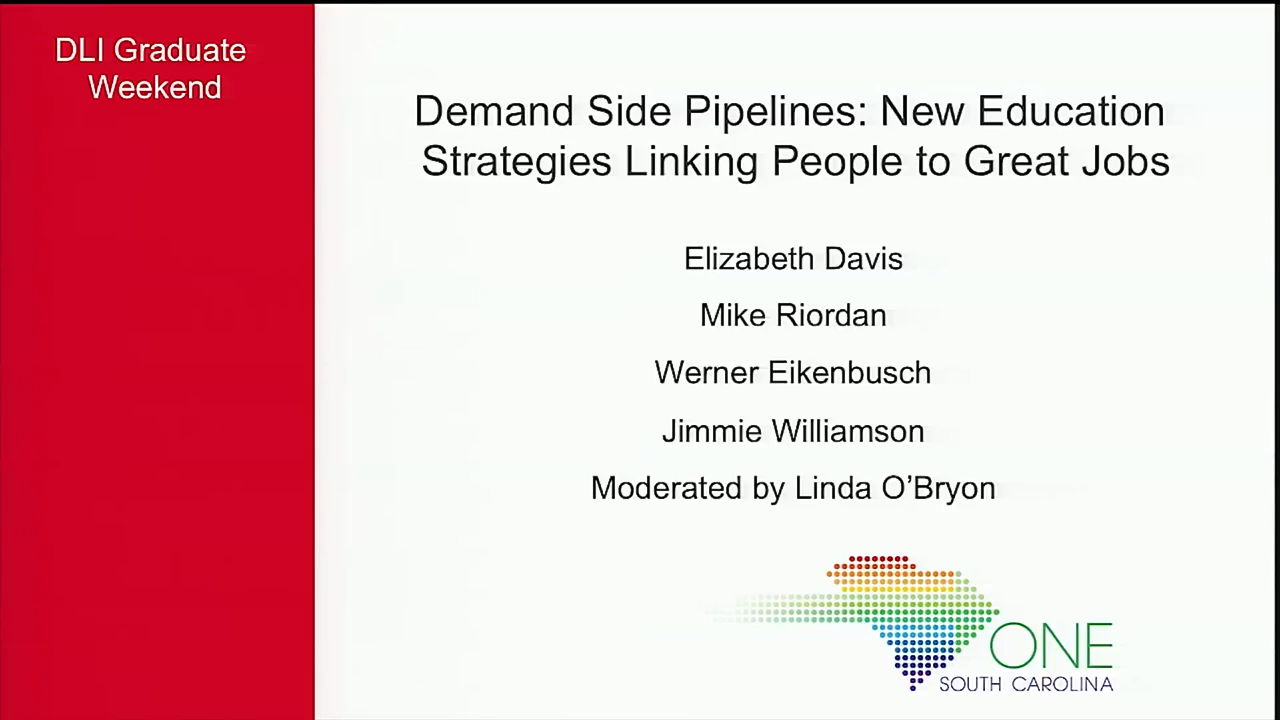 DLI Graduate
Weekend
Demand Side Pipelines: New Education
Strategies Linking People to Great Jobs
Elizabeth Davis
Mike Riordan
Werner Eikenbusch
Jimmie Williamson
Moderated by Linda O’Bryon
ONE
SOUTH CAROLINA